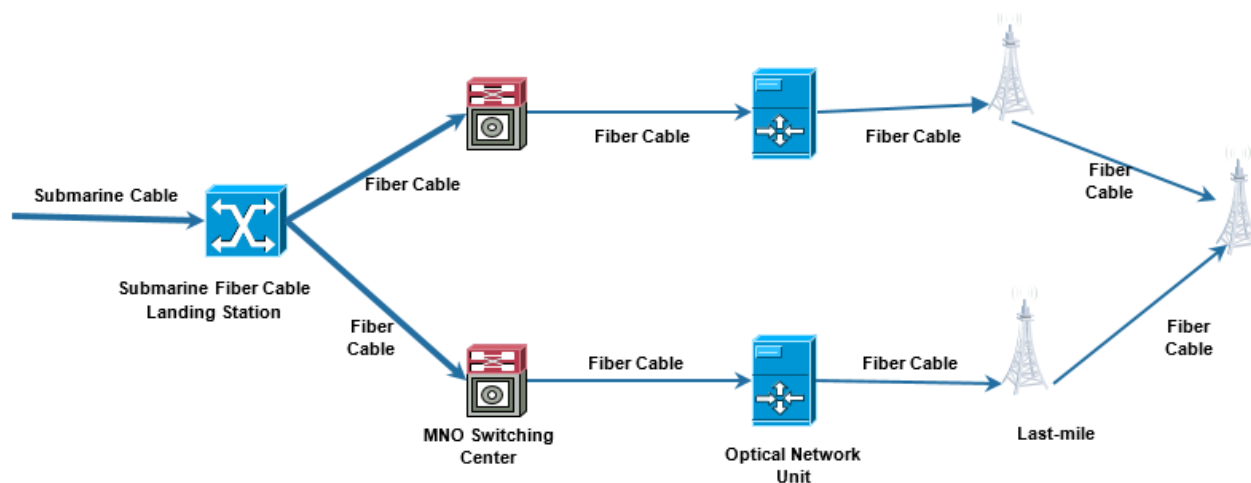 Submarine Cable
Submarine Fiber Cable
Landing Station
Fiber Cable
Fiber Cable
Fiber Cable
Fiber
Cable
Fiber
Cable
Fiber Cable
Fiber Cable
Fiber
Cable
MNO Switching
Center
Optical Network
Unit
Last-mile